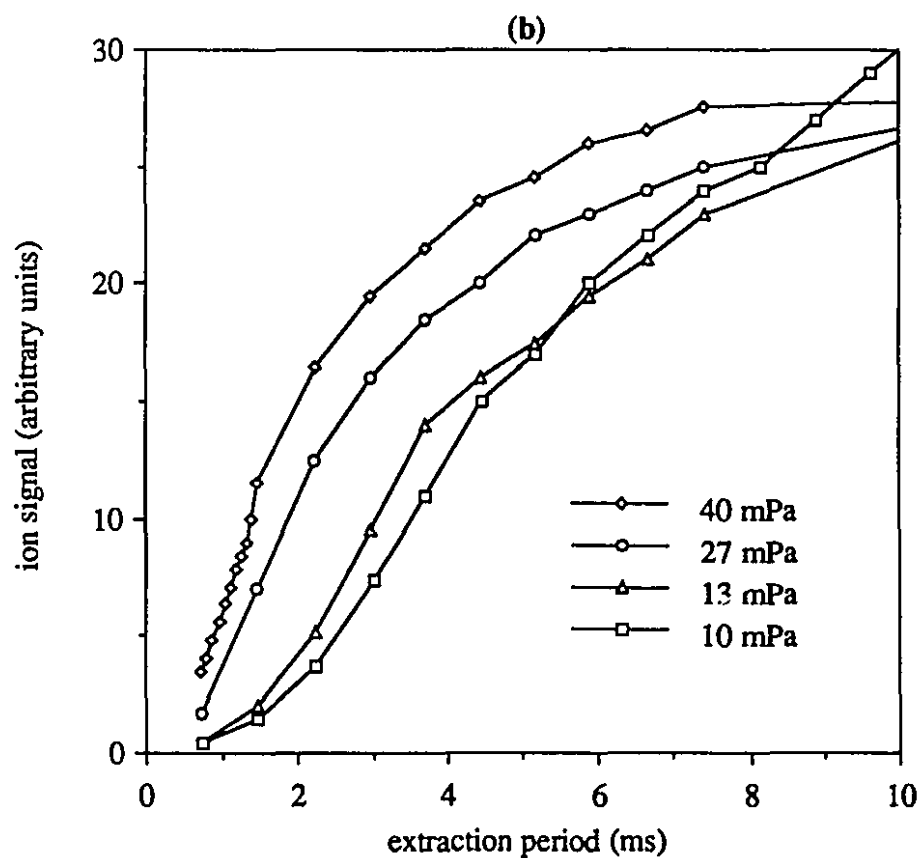 (b)
30
20
10
0
0 2 4 6 8 10
ion signal (arbitrary units)
extraction period (ms)
40 mPa
27 mPa
13 mPa
10 mPa